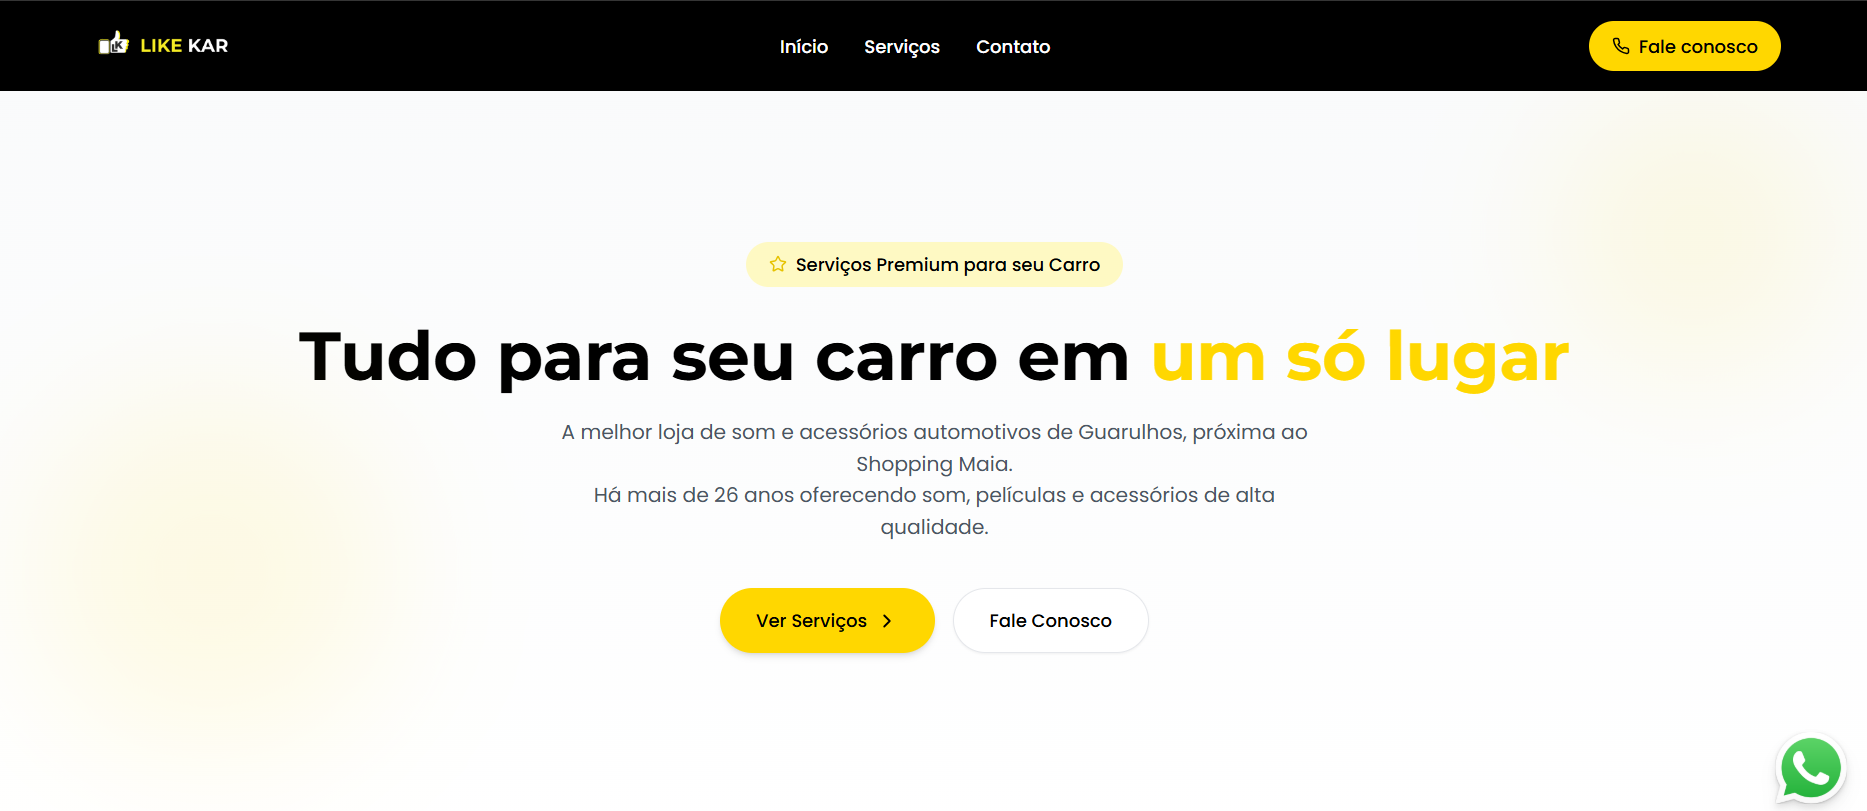 LK
LIKE KAR
Início
Serviços
Contato
Fale conosco
Serviços Premium para seu Carro
Tudo para seu carro em um só lugar
A melhor loja de som e acessórios automotivos de Guarulhos, próxima ao
Shopping Maia.
Há mais de 26 anos oferecendo som, películas e acessórios de alta
qualidade.
Ver Serviços
Fale Conosco